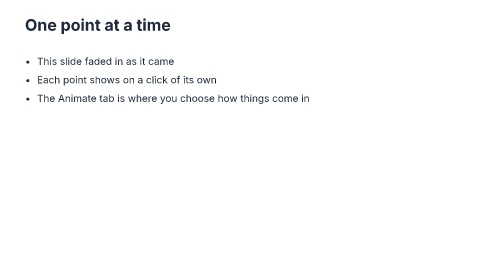 One point at a time
• This slide faded in as it came
• Each point shows on a click of its own
• The Animate tab is where you choose how things come in